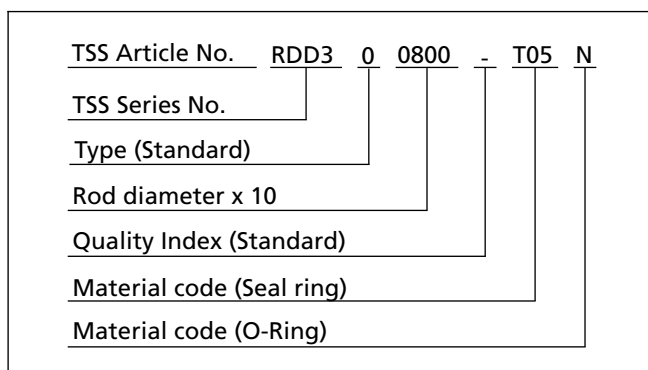 TSS Article No. RDD3 0 0800 - T05 N
TSS Series No.
Type (Standard)
Rod diameter x 10
Quality Index (Standard)
Material code (Seal ring)
Material code (O-Ring)